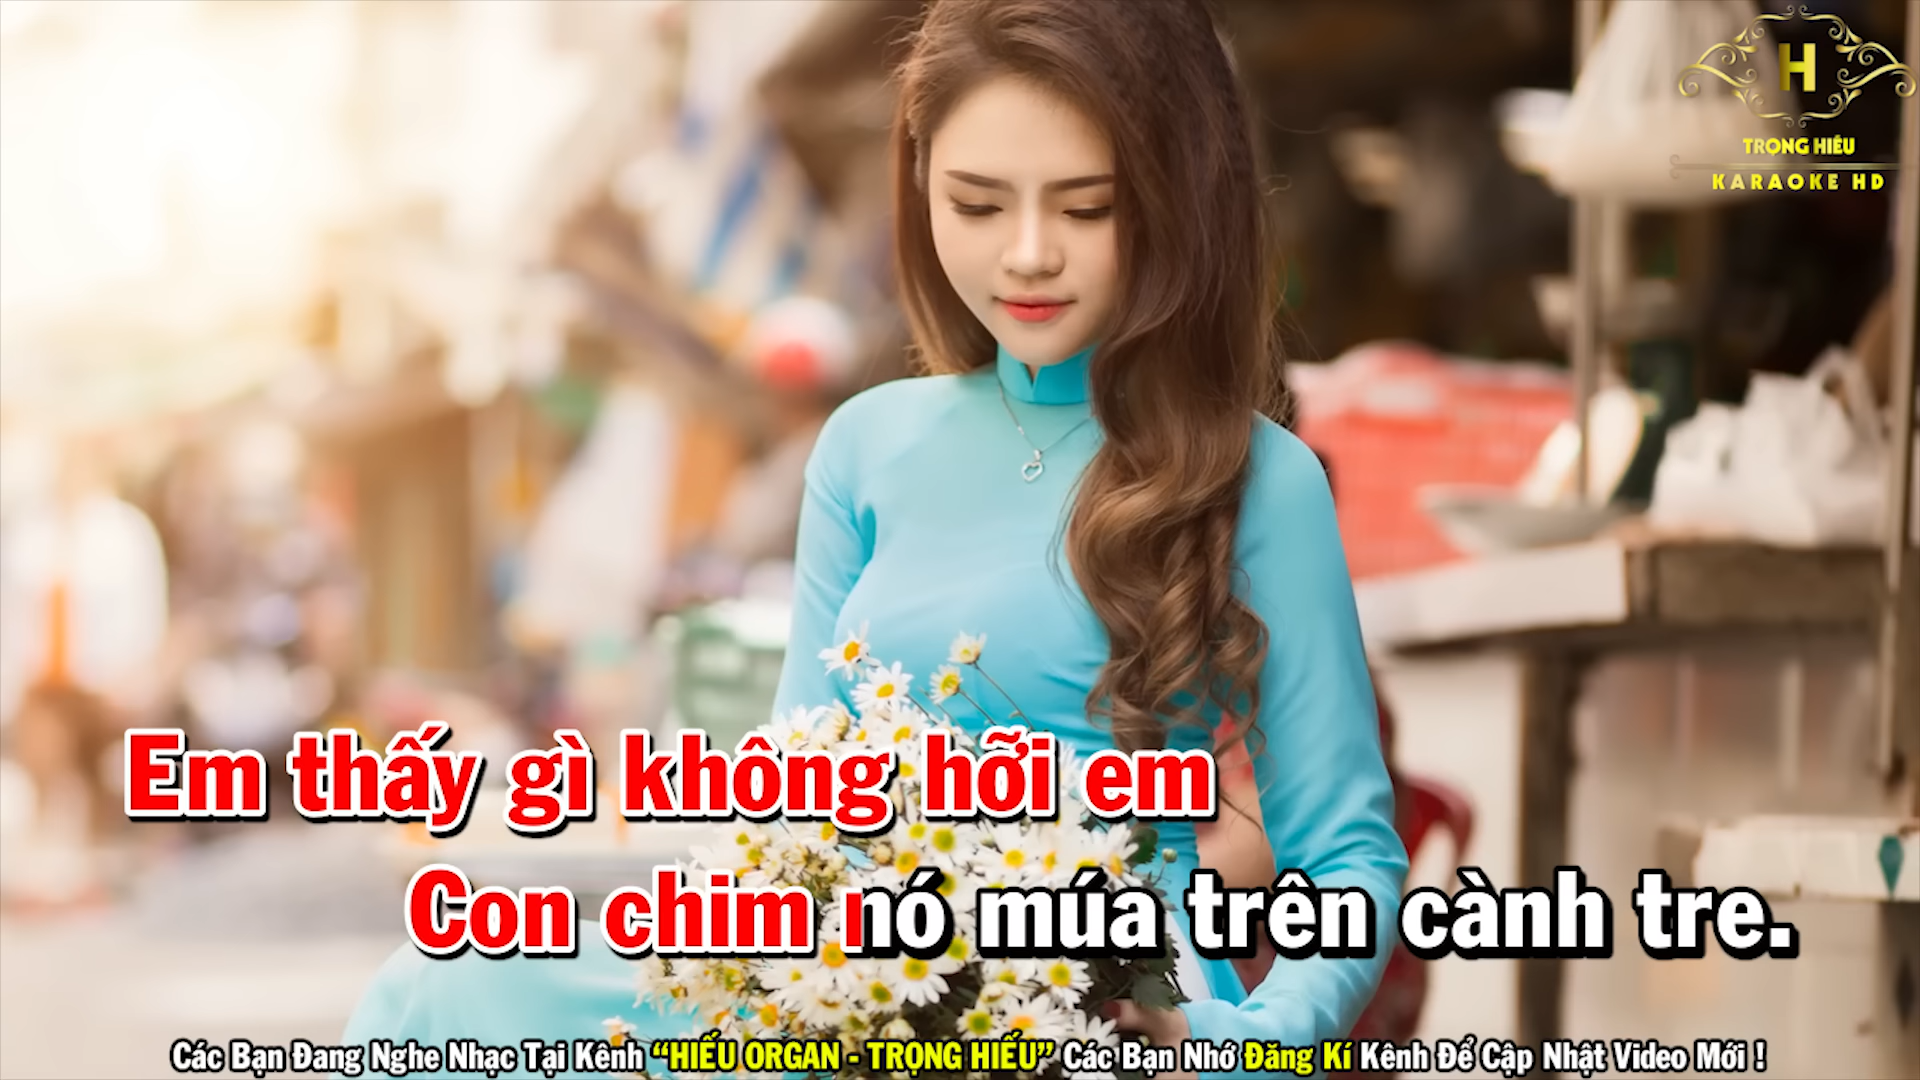 H
TRỌNG HIẾU
KARAOKE HD
Em thấy gì không hỡi em
Con chim nó múa trên cành tre.
Các Bạn Đang Nghe Nhạc Tại Kênh “HIẾU ORGAN - TRỌNG HIẾU” Các Bạn Nhớ Đăng Kí Kênh Để Cập Nhật Video Mới !